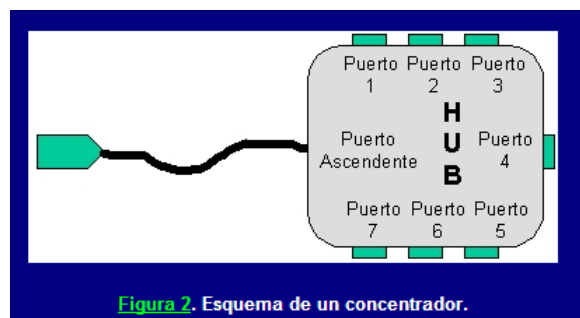 Puerto 1
Puerto 2
Puerto 3
HUB
Puerto Ascendente
Puerto 4
Puerto 7
Puerto 6
Puerto 5
Figura 2. Esquema de un concentrador.